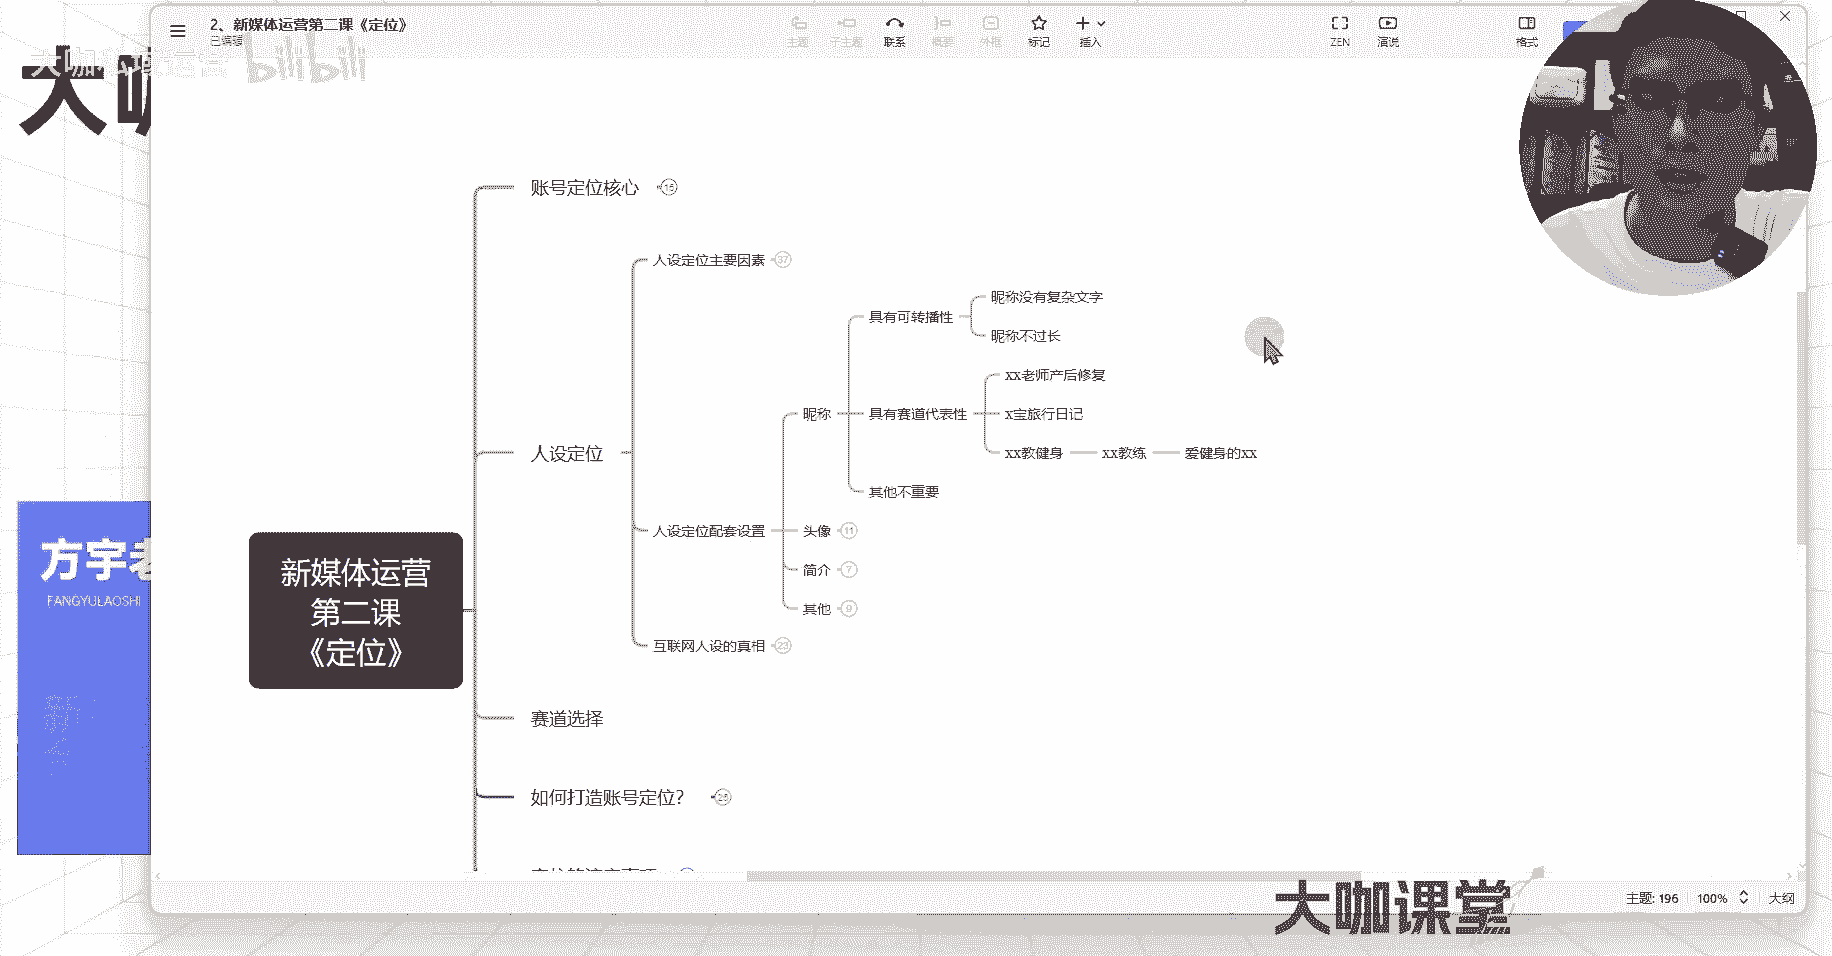 2、新媒体运营第二课《定位》
已编辑
主题
子主题
联系
概要
外框
标记
插入
ZEN
演说
格式
bilibili
账号定位核心
人设定位主要因素
37
具有可转播性
昵称没有复杂文字
昵称不过长
昵称
具有赛道代表性
xx老师产后修复
x宝旅行日记
xx教健身
xx教练
爱健身的xx
其他不重要
人设定位
人设定位配套设置
头像
11
简介
7
其他
9
互联网人设的真相
23
新媒体运营
第二课
《定位》
赛道选择
如何打造账号定位?
方宇
FANGYULAOSHI
大咖课堂
主题: 196
100%
大纲